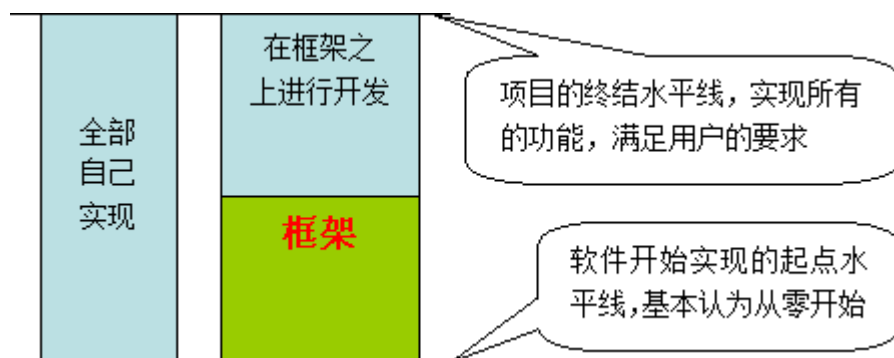 全部
自己
实现
在框架之
上进行开发
框架
项目的终结水平线，实现所有
的功能，满足用户的要求
软件开始实现的起点水
平线，基本认为从零开始